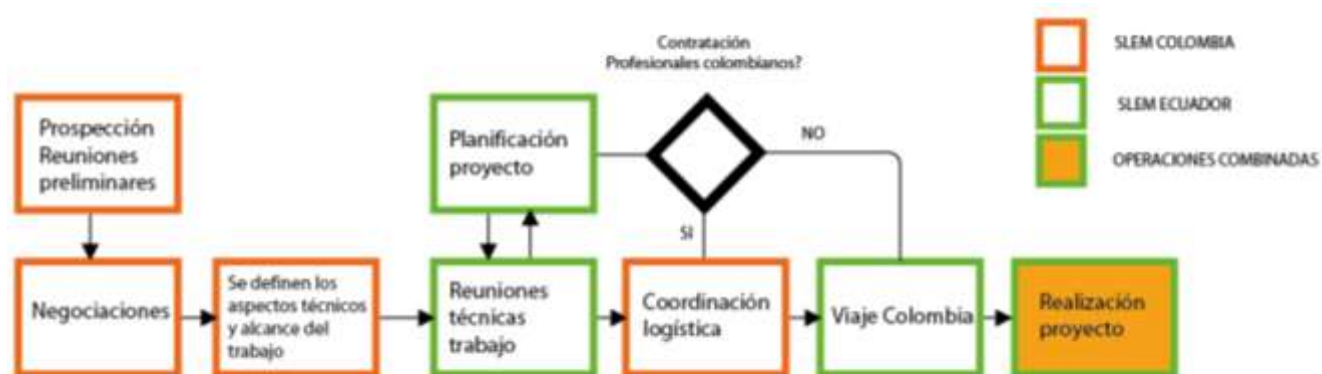 Contratación
Profesionales colombianos?
SLEM COLOMBIA
SLEM ECUADOR
OPERACIONES COMBINADAS
Prospección
Reuniones
preliminares
Planificación
proyecto
NO
SI
Negociaciones
Se definen los
aspectos técnicos
y alcance del
trabajo
Reuniones
técnicas
trabajo
Coordinación
logística
Viaje Colombia
Realización
proyecto